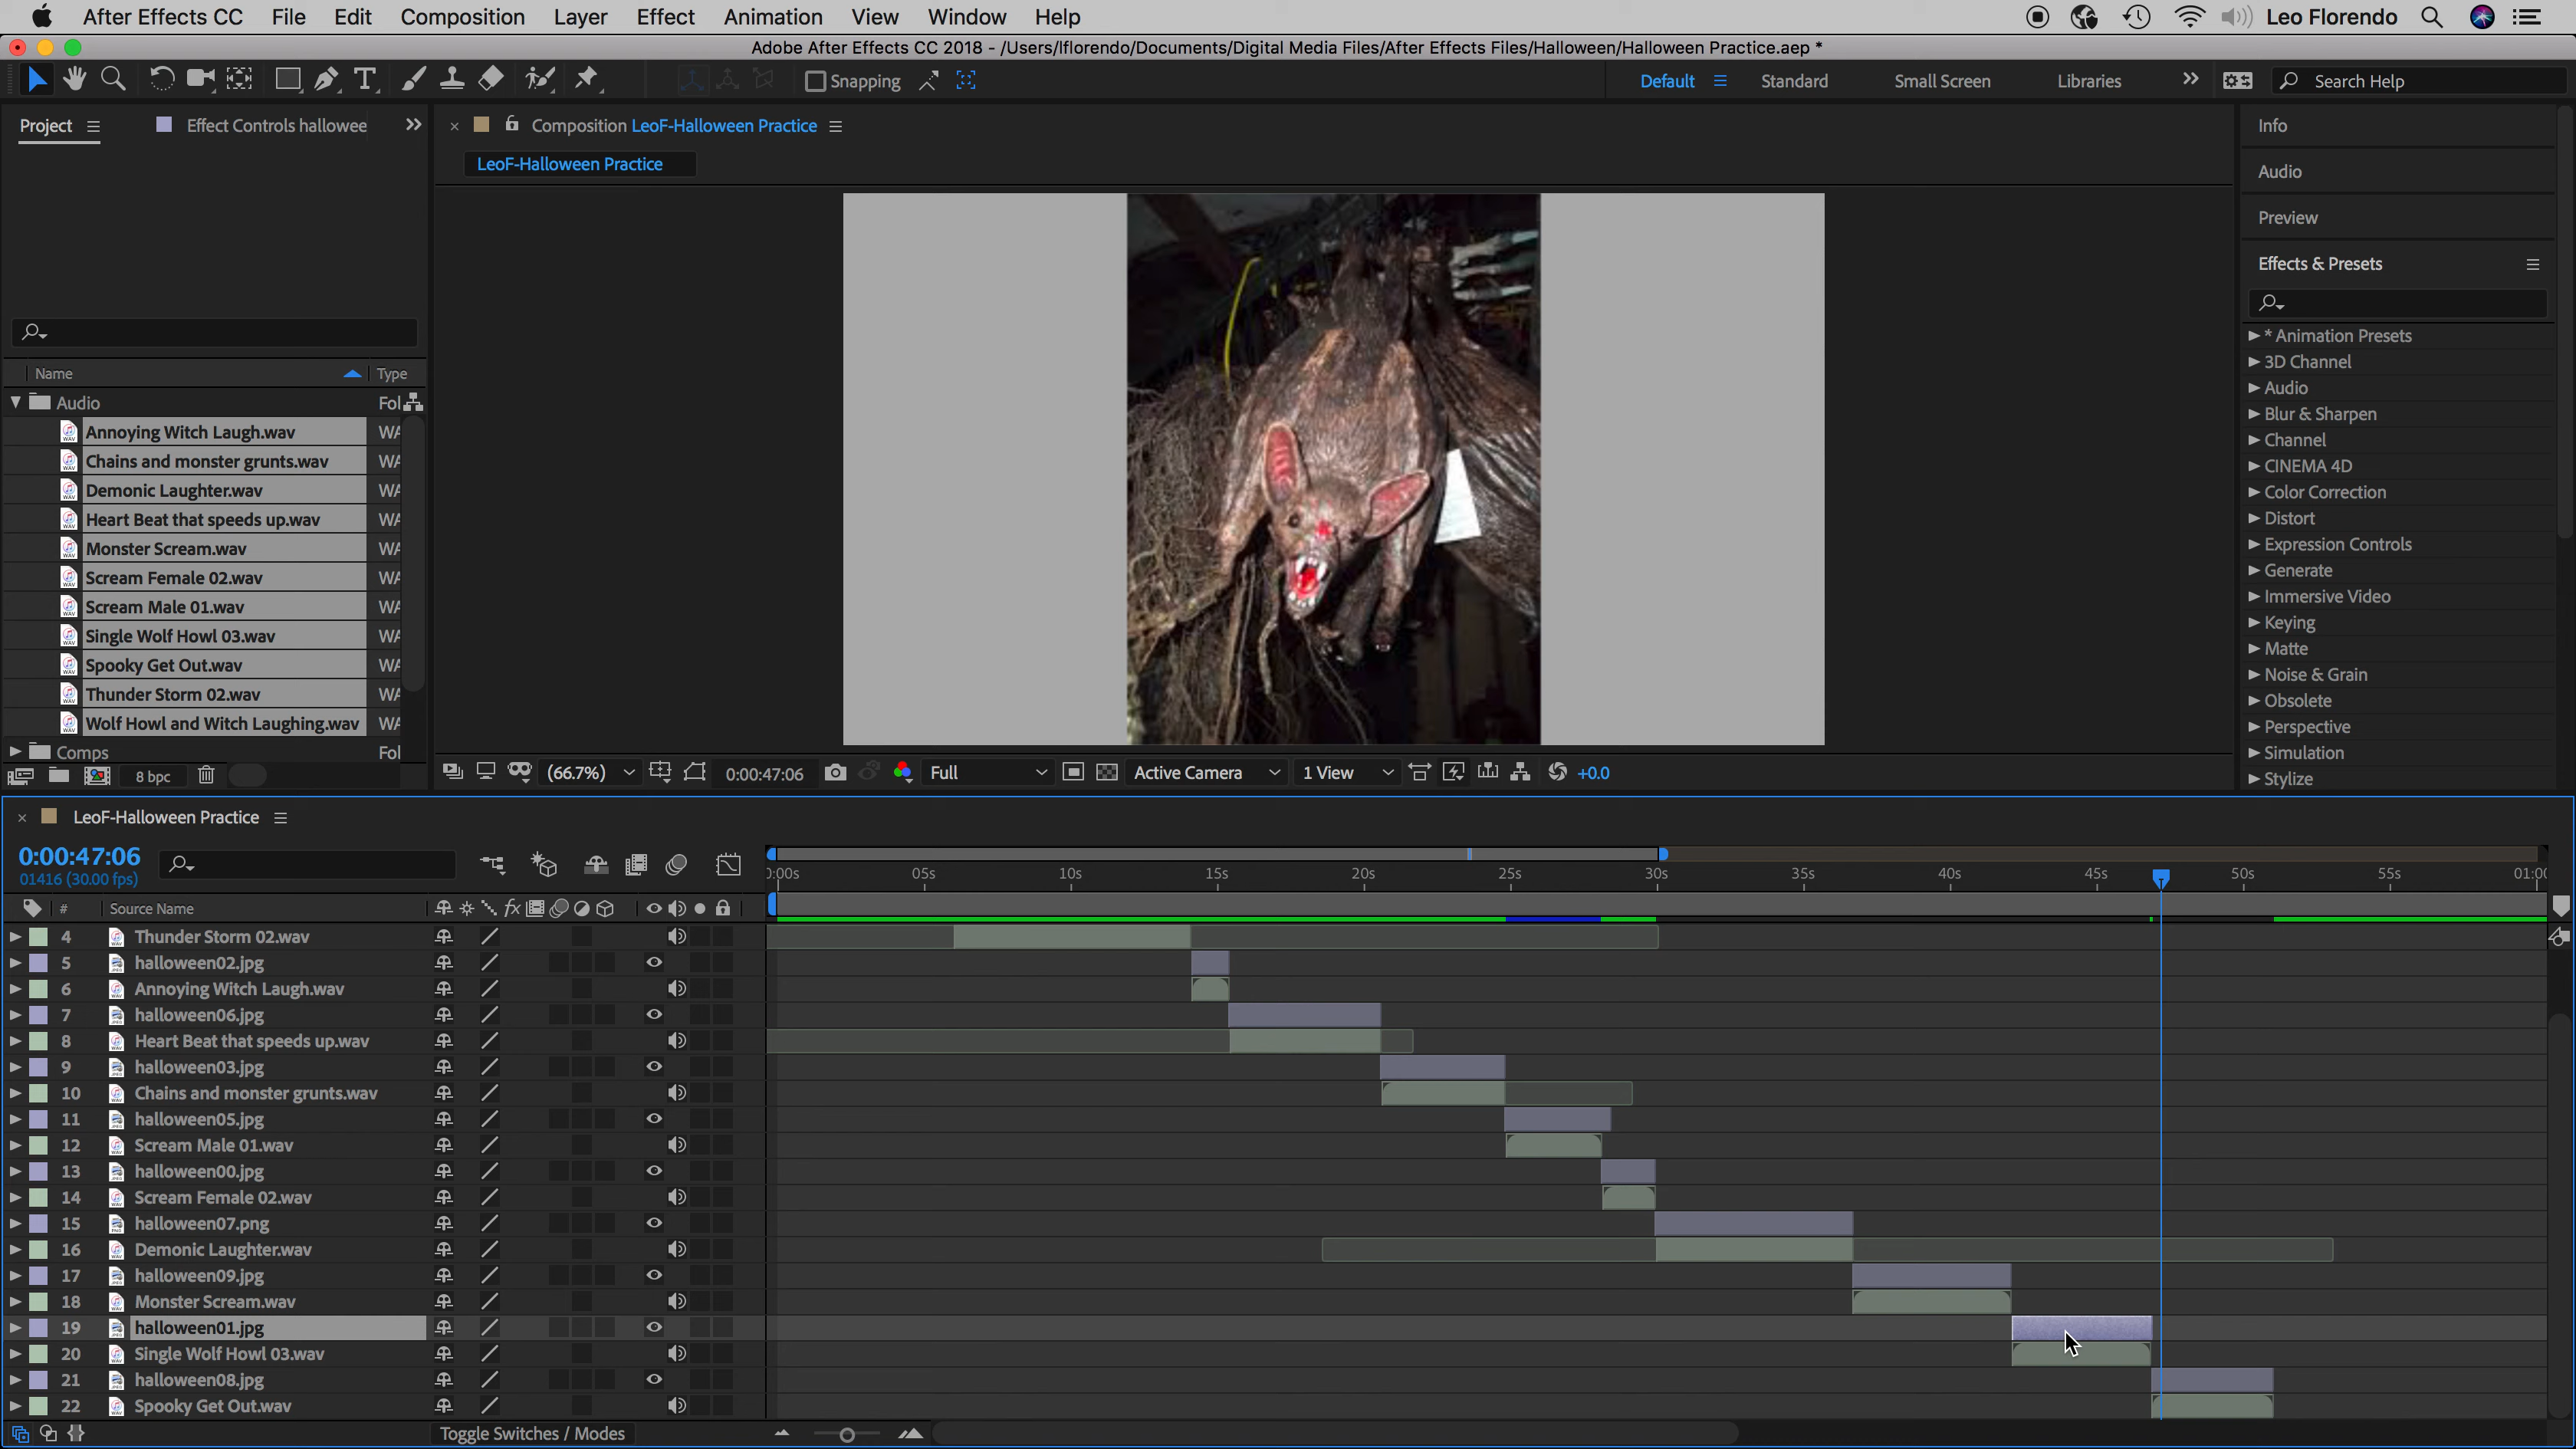 After Effects CC File Edit Composition Layer Effect Animation View Window Help Leo Florendo
Adobe After Effects CC 2018 - /Users/lflorendo/Documents/Digital Media Files/After Effects Files/Halloween/Halloween Practice.aep *
Snapping Default Standard Small Screen Libraries Search Help
Project Effect Controls hallowee
Composition LeoF-Halloween Practice
LeoF-Halloween Practice
Name Type
Audio Fol
Annoying Witch Laugh.wav WA
Chains and monster grunts.wav WA
Demonic Laughter.wav WA
Heart Beat that speeds up.wav WA
Monster Scream.wav WA
Scream Female 02.wav WA
Scream Male 01.wav WA
Single Wolf Howl 03.wav WA
Spooky Get Out.wav WA
Thunder Storm 02.wav WA
Wolf Howl and Witch Laughing.wav WA
Comps Fol
8 bpc
(66.7%) 0:00:47:06 Full Active Camera 1 View +0.0
Info
Audio
Preview
Effects & Presets
* Animation Presets
3D Channel
Audio
Blur & Sharpen
Channel
CINEMA 4D
Color Correction
Distort
Expression Controls
Generate
Immersive Video
Keying
Matte
Noise & Grain
Obsolete
Perspective
Simulation
Stylize
LeoF-Halloween Practice
0:00:47:06
01416 (30.00 fps)
0:00s 05s 10s 15s 20s 25s 30s 35s 40s 45s 50s 55s 01:00
# Source Name fx
4 Thunder Storm 02.wav
5 halloween02.jpg
6 Annoying Witch Laugh.wav
7 halloween06.jpg
8 Heart Beat that speeds up.wav
9 halloween03.jpg
10 Chains and monster grunts.wav
11 halloween05.jpg
12 Scream Male 01.wav
13 halloween00.jpg
14 Scream Female 02.wav
15 halloween07.png
16 Demonic Laughter.wav
17 halloween09.jpg
18 Monster Scream.wav
19 halloween01.jpg
20 Single Wolf Howl 03.wav
21 halloween08.jpg
22 Spooky Get Out.wav
Toggle Switches / Modes